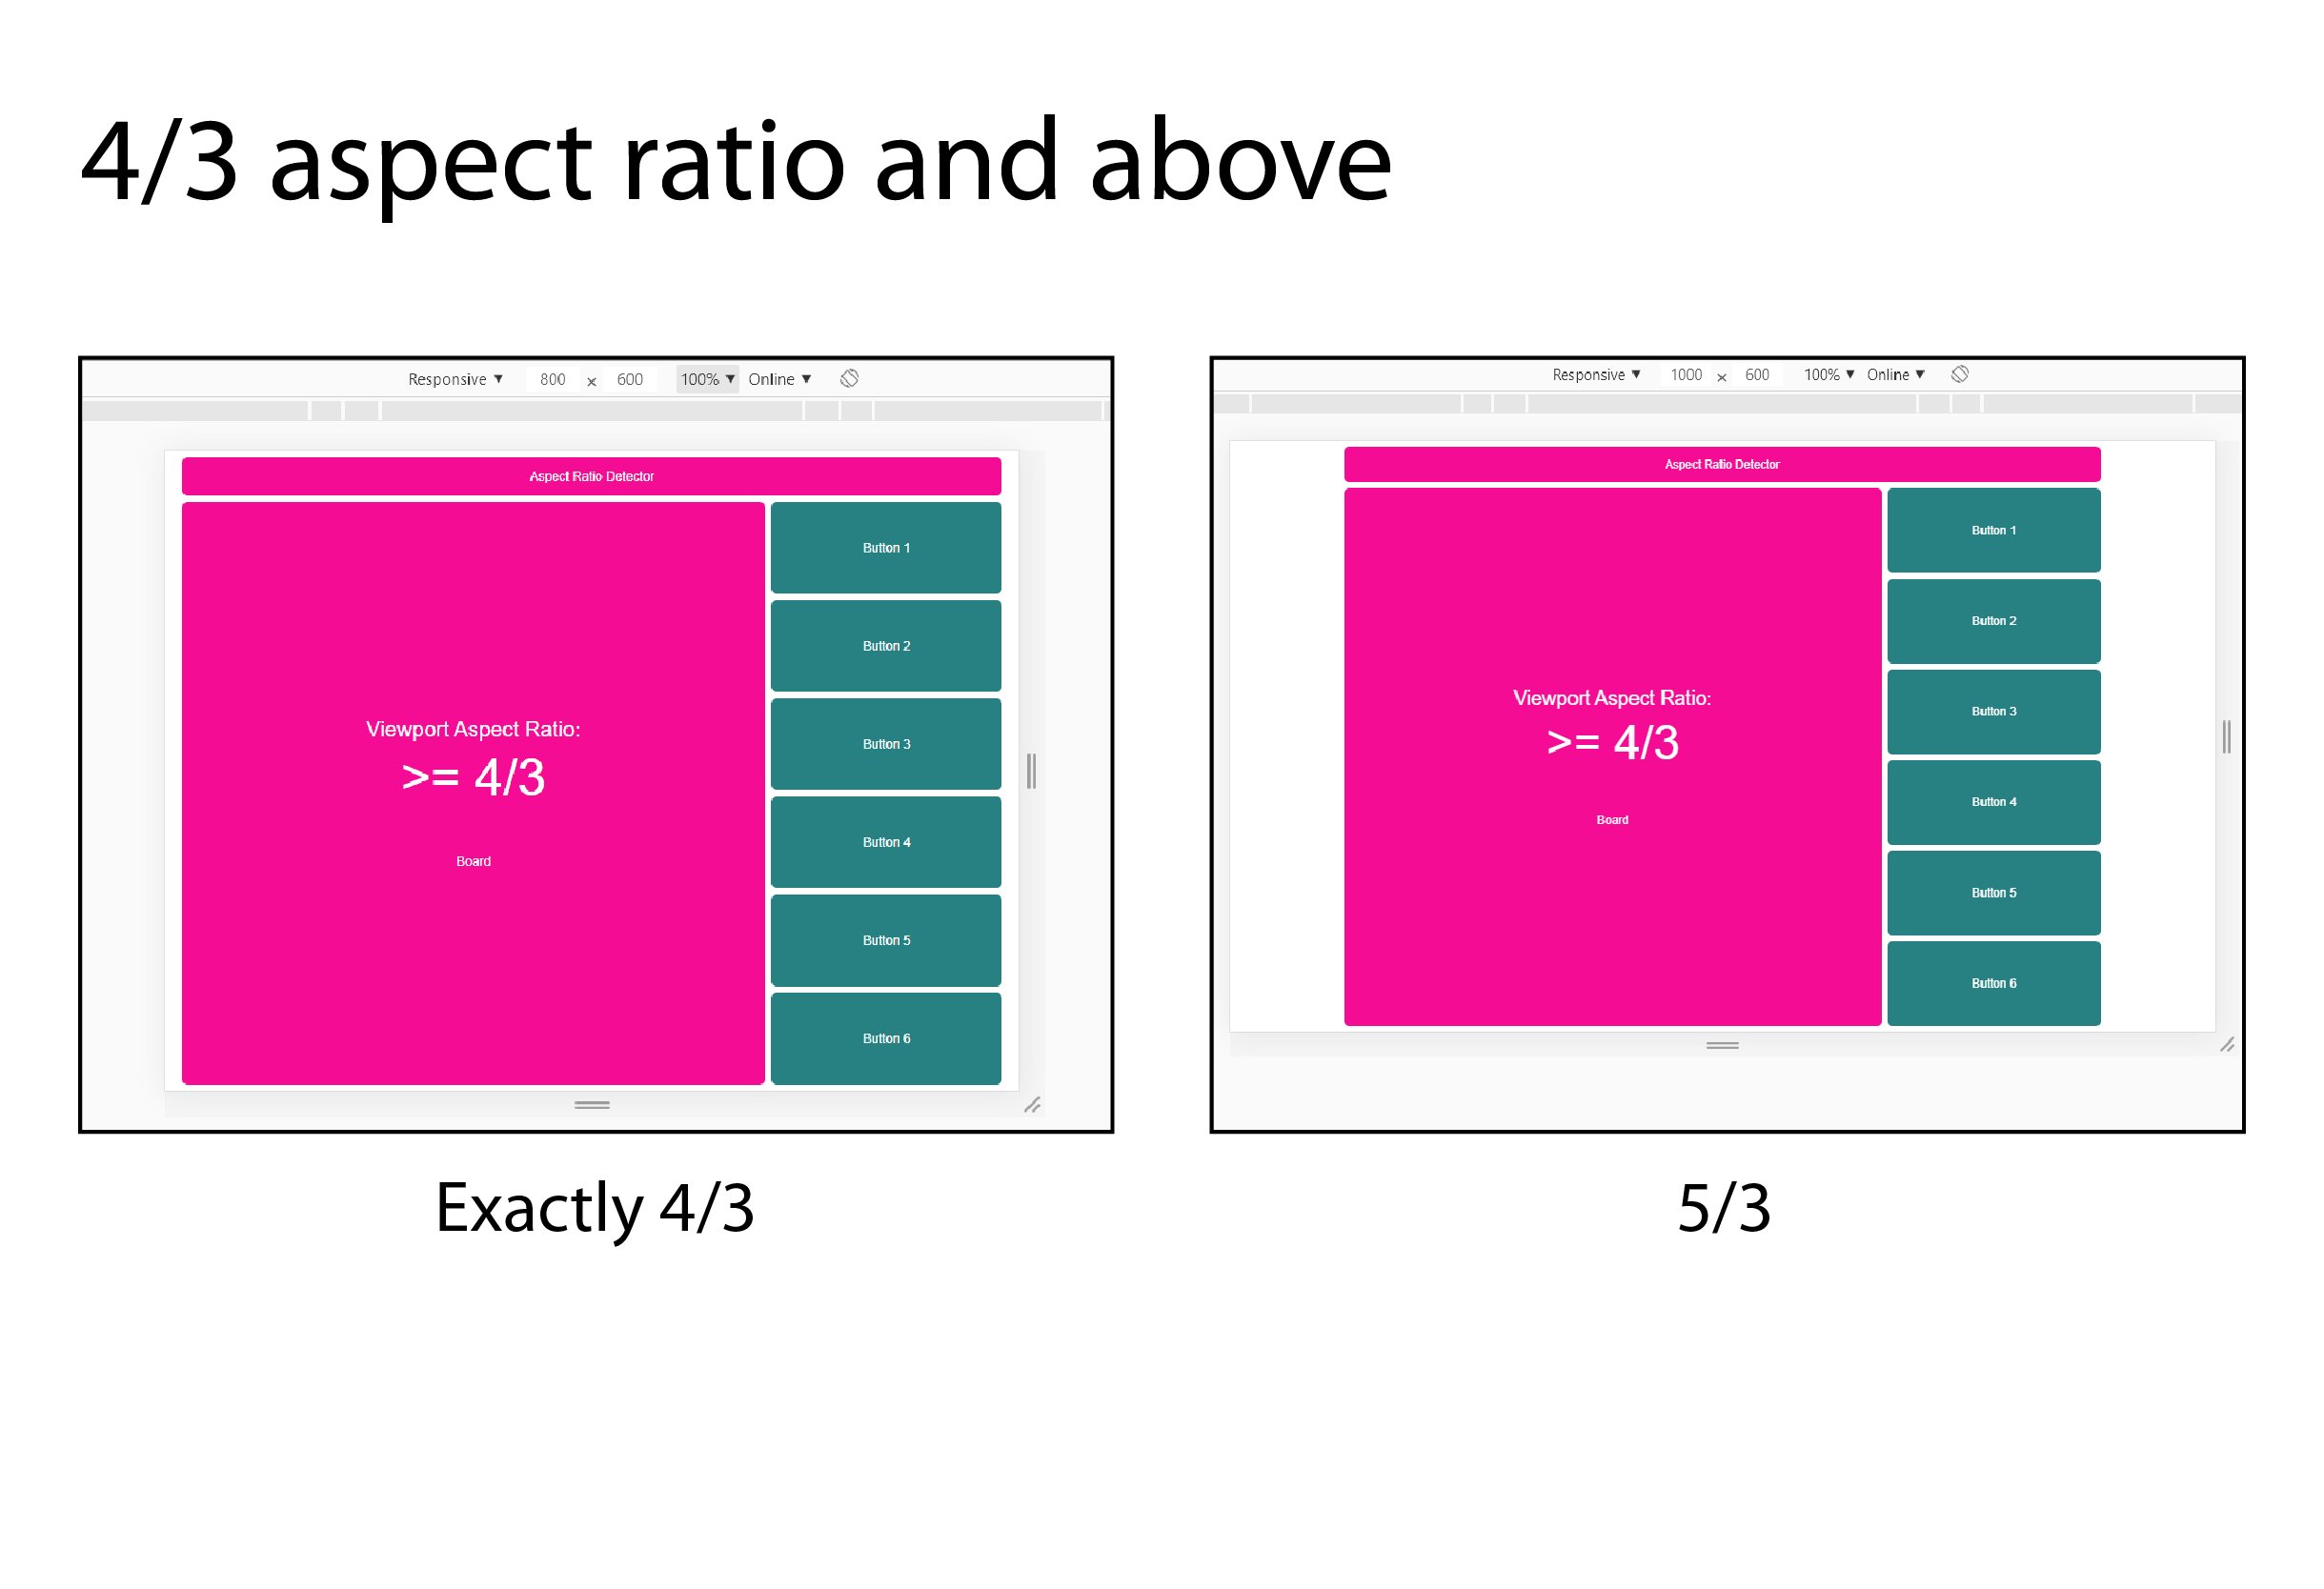 4/3 aspect ratio and above
Responsive ▼ 800 × 600 100% ▼ Online ▼
Aspect Ratio Detector
Button 1
Button 2
Button 3
Viewport Aspect Ratio:
>= 4/3
Board
Button 4
Button 5
Button 6
Exactly 4/3
Responsive ▼ 1000 × 600 100% ▼ Online ▼
Aspect Ratio Detector
Button 1
Button 2
Button 3
Viewport Aspect Ratio:
>= 4/3
Board
Button 4
Button 5
Button 6
5/3